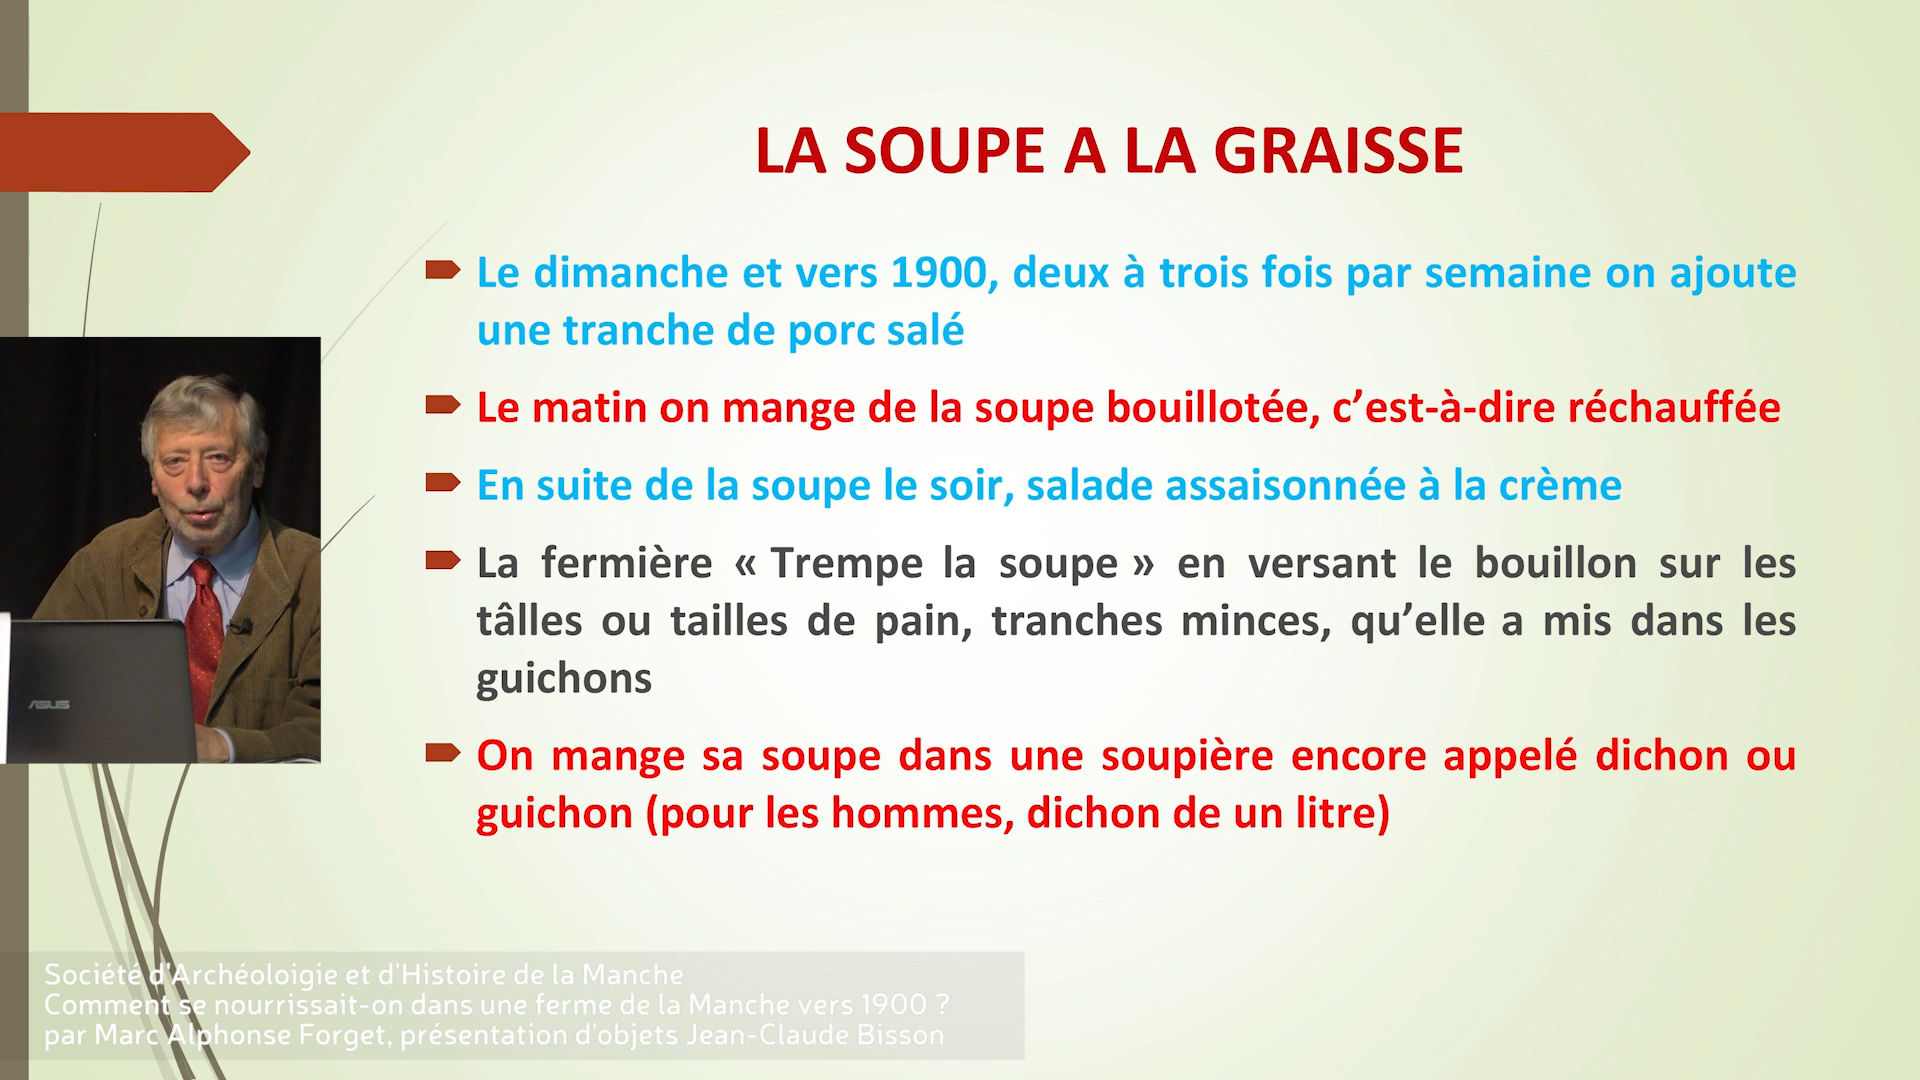 LA SOUPE A LA GRAISSE
Le dimanche et vers 1900, deux à trois fois par semaine on ajoute
une tranche de porc salé
Le matin on mange de la soupe bouillotée, c’est-à-dire réchauffée
En suite de la soupe le soir, salade assaisonnée à la crème
La fermière « Trempe la soupe » en versant le bouillon sur les
tâlles ou tailles de pain, tranches minces, qu’elle a mis dans les
guichons
On mange sa soupe dans une soupière encore appelé dichon ou
guichon (pour les hommes, dichon de un litre)
ASUS
Société d'Archéoloigie et d'Histoire de la Manche
Comment se nourrissait-on dans une ferme de la Manche vers 1900 ?
par Marc Alphonse Forget, présentation d'objets Jean-Claude Bisson